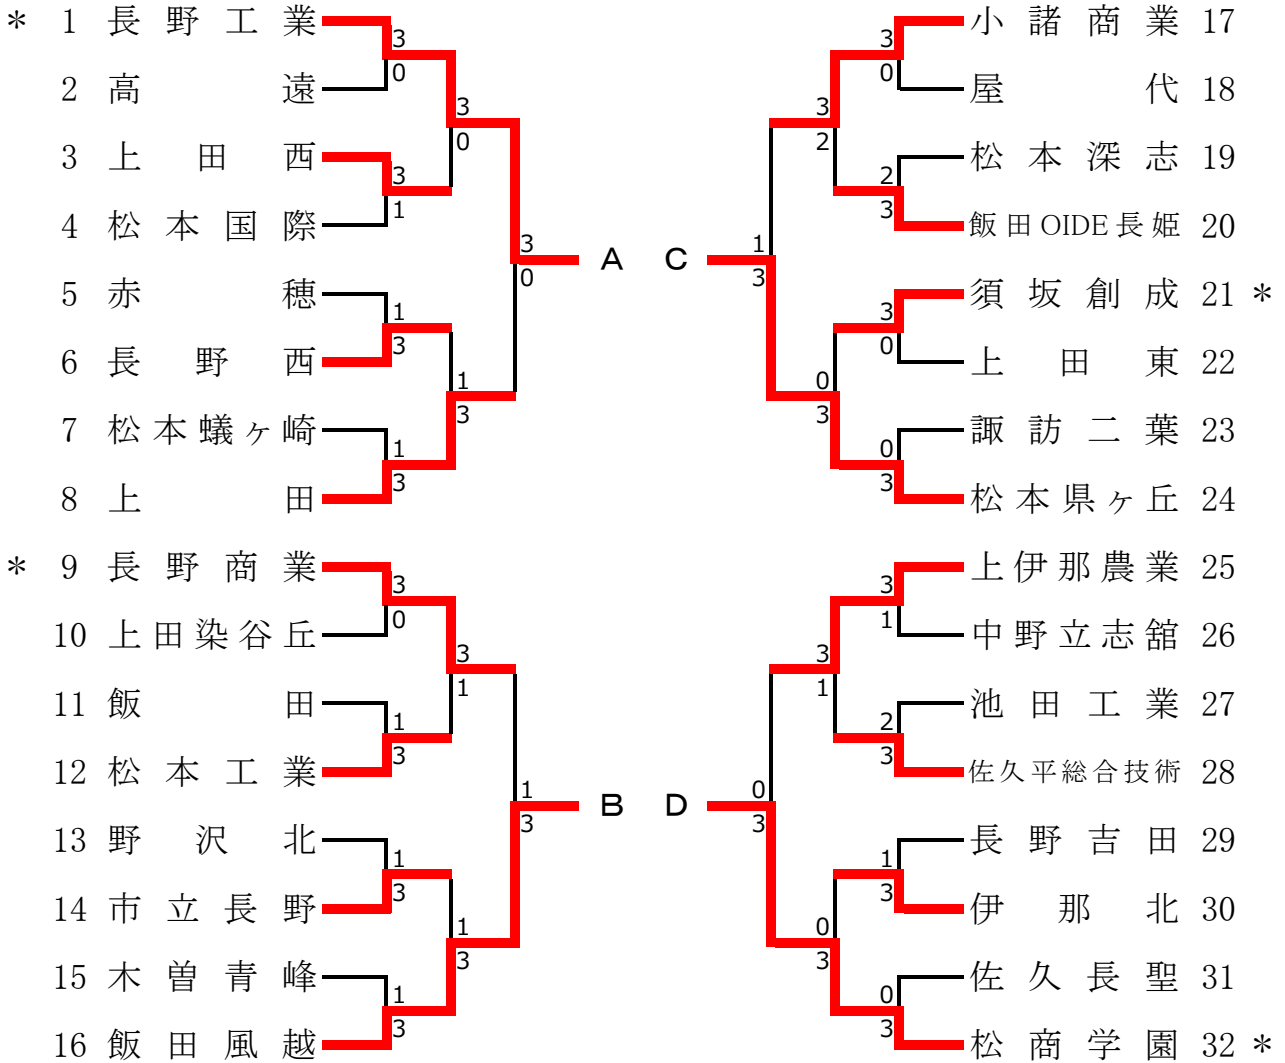 * 1 長野工業
2 高遠
3 上田西
4 松本国際
5 赤穂
6 長野西
7 松本蟻ヶ崎
8 上田
* 9 長野商業
10 上田染谷丘
11 飯田
12 松本工業
13 野沢北
14 市立長野
15 木曽青峰
16 飯田風越
3
0
3
1
1
3
1
3
3
0
1
3
1
3
1
3
3
0
1
3
3
1
1
3
3
0
1
3
A
B
C
D
1
3
0
3
3
2
0
3
3
1
0
3
3
0
2
3
3
0
0
3
3
1
2
3
1
3
0
3
小諸商業 17
屋代 18
松本深志 19
飯田OIDE長姫 20
須坂創成 21 *
上田東 22
諏訪二葉 23
松本県ヶ丘 24
上伊那農業 25
中野立志舘 26
池田工業 27
佐久平総合技術 28
長野吉田 29
伊那北 30
佐久長聖 31
松商学園 32 *